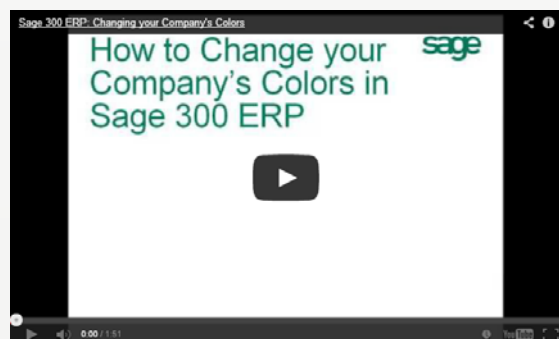 Sage 300 ERP: Changing your Company's Colors
How to Change your
sage
Company's Colors in
Sage 300 ERP
0:00 / 1:51
YouTube